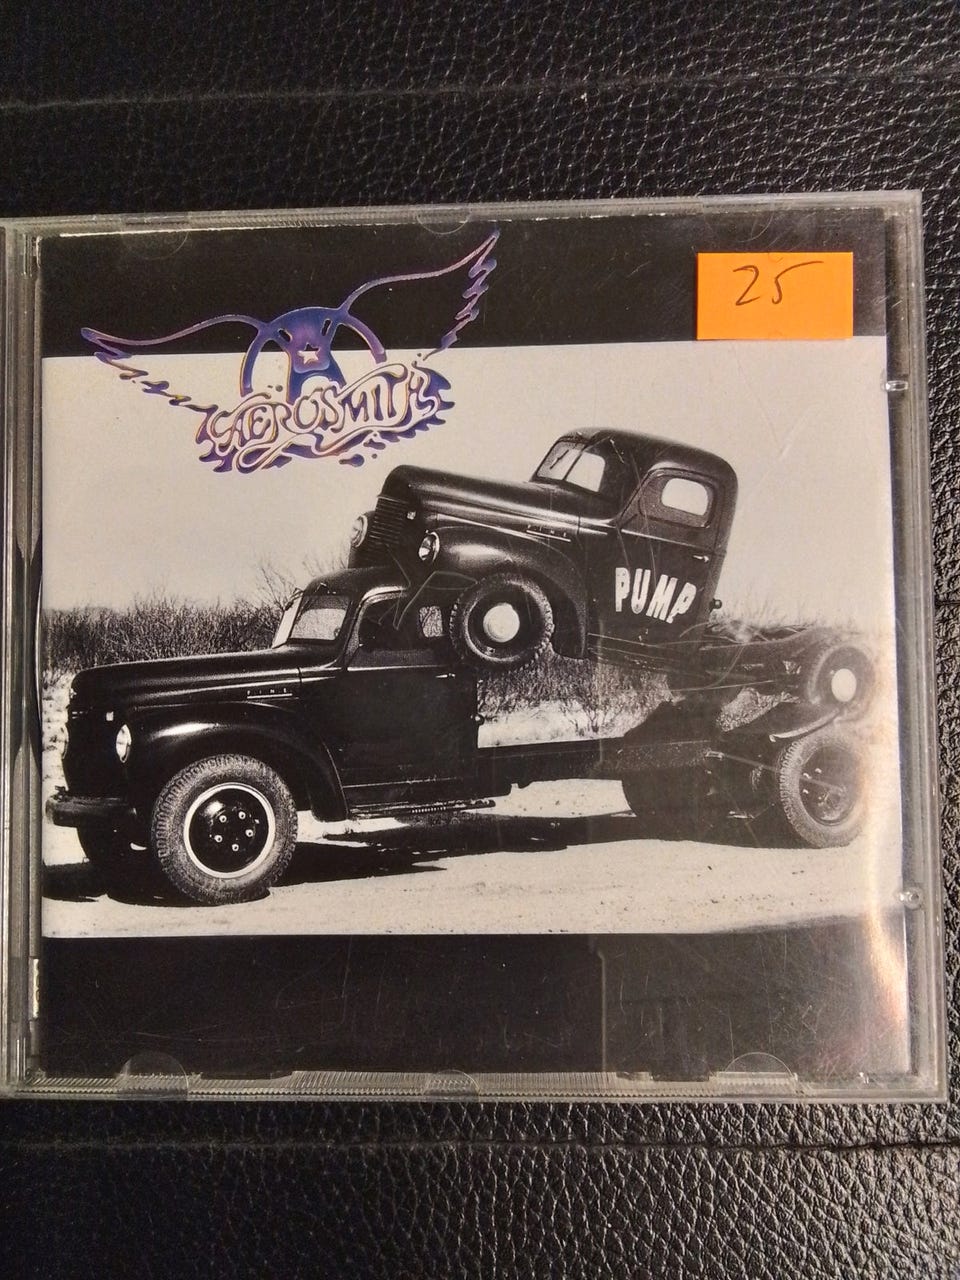 25
AEROSMITH
F.I.N.E.
PUMP
F.I.N.E.